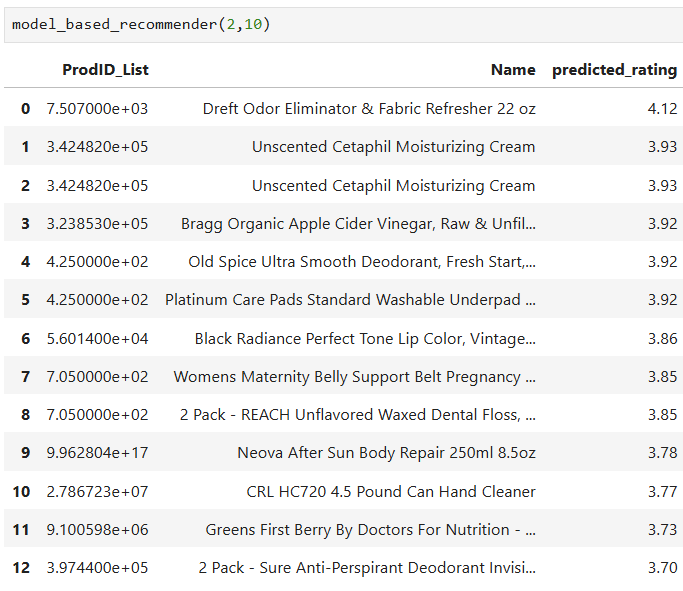 model_based_recommender(2,10)
ProdID_List Name predicted_rating
0 7.507000e+03 Dreft Odor Eliminator & Fabric Refresher 22 oz 4.12
1 3.424820e+05 Unscented Cetaphil Moisturizing Cream 3.93
2 3.424820e+05 Unscented Cetaphil Moisturizing Cream 3.93
3 3.238530e+05 Bragg Organic Apple Cider Vinegar, Raw & Unfil... 3.92
4 4.250000e+02 Old Spice Ultra Smooth Deodorant, Fresh Start,... 3.92
5 4.250000e+02 Platinum Care Pads Standard Washable Underpad ... 3.92
6 5.601400e+04 Black Radiance Perfect Tone Lip Color, Vintage... 3.86
7 7.050000e+02 Womens Maternity Belly Support Belt Pregnancy ... 3.85
8 7.050000e+02 2 Pack - REACH Unflavored Waxed Dental Floss, ... 3.85
9 9.962804e+17 Neova After Sun Body Repair 250ml 8.5oz 3.78
10 2.786723e+07 CRL HC720 4.5 Pound Can Hand Cleaner 3.77
11 9.100598e+06 Greens First Berry By Doctors For Nutrition - ... 3.73
12 3.974400e+05 2 Pack - Sure Anti-Perspirant Deodorant Invisi... 3.70